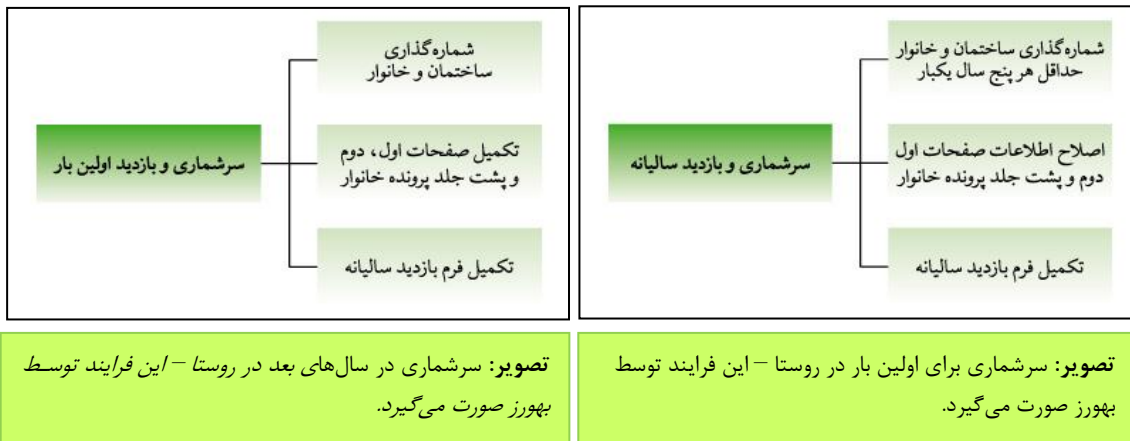 شماره‌گذاری ساختمان و خانوار
حداقل هر پنج سال یکبار
سرشماری و بازدید سالیانه
اصلاح اطلاعات صفحات اول
دوم و پشت جلد پرونده خانوار
تکمیل فرم بازدید سالیانه
تصویر: سرشماری برای اولین بار در روستا – این فرایند توسط
بهورز صورت می‌گیرد.
شماره‌گذاری
ساختمان و خانوار
سرشماری و بازدید اولین بار
تکمیل صفحات اول، دوم
و پشت جلد پرونده خانوار
تکمیل فرم بازدید سالیانه
تصویر: سرشماری در سال‌های بعد در روستا – این فرایند توسط
بهورز صورت می‌گیرد.